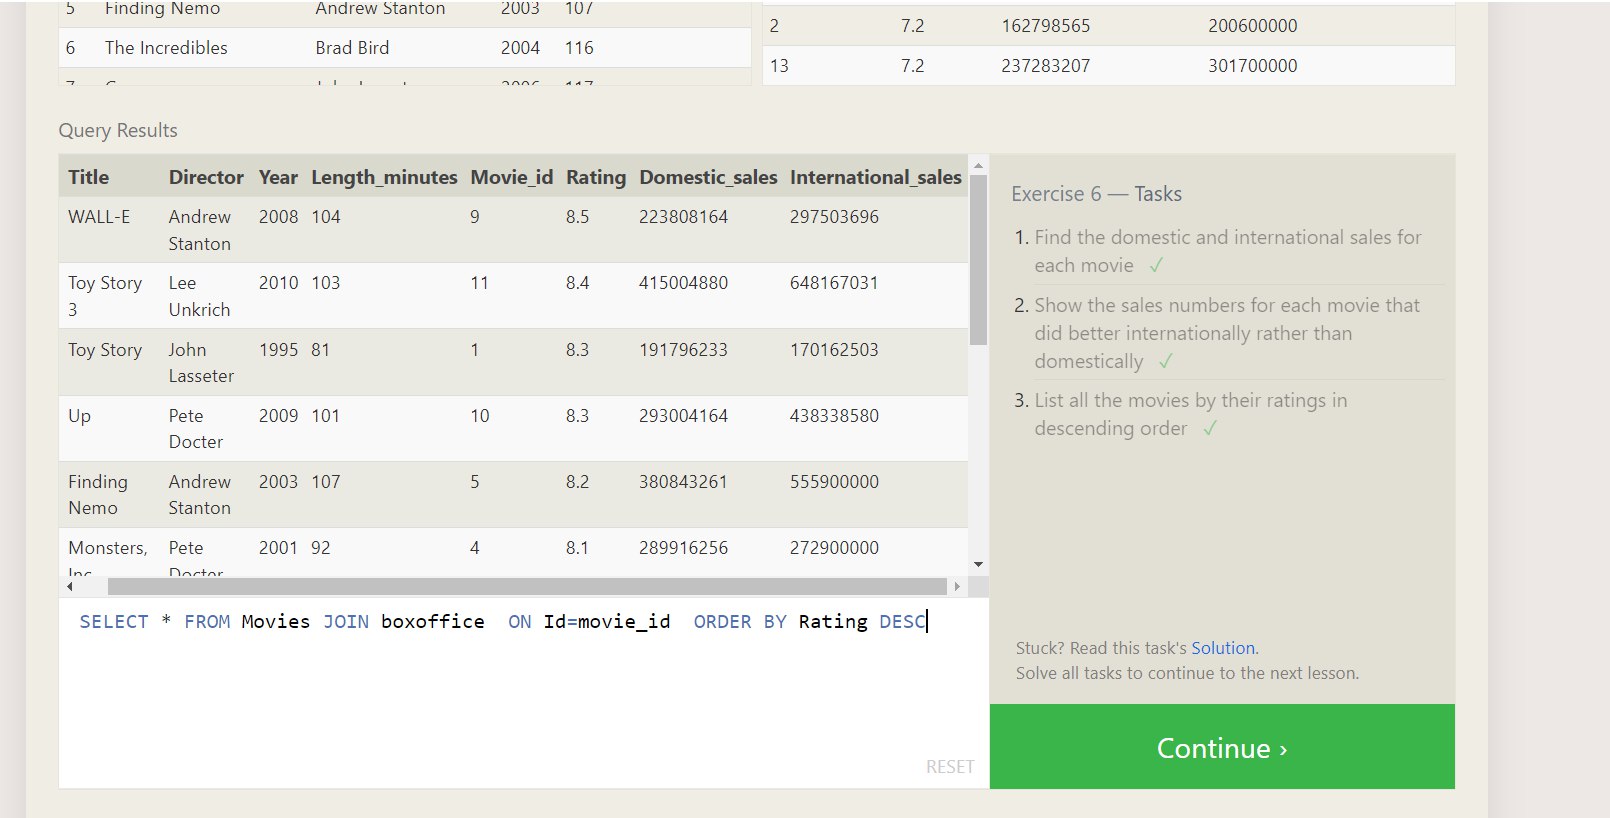 5 Finding Nemo Andrew Stanton 2003 107
6 The Incredibles Brad Bird 2004 116
2 7.2 162798565 200600000
13 7.2 237283207 301700000
Query Results
Title Director Year Length_minutes Movie_id Rating Domestic_sales International_sales
WALL-E Andrew 2008 104 9 8.5 223808164 297503696
Stanton
Toy Story Lee 2010 103 11 8.4 415004880 648167031
3 Unkrich
Toy Story John 1995 81 1 8.3 191796233 170162503
Lasseter
Up Pete 2009 101 10 8.3 293004164 438338580
Docter
Finding Andrew 2003 107 5 8.2 380843261 555900000
Nemo Stanton
Monsters, Pete 2001 92 4 8.1 289916256 272900000
Inc. Docter
SELECT * FROM Movies JOIN boxoffice  ON Id=movie_id  ORDER BY Rating DESC
RESET
Exercise 6 — Tasks
1. Find the domestic and international sales for
each movie ✓
2. Show the sales numbers for each movie that
did better internationally rather than
domestically ✓
3. List all the movies by their ratings in
descending order ✓
Stuck? Read this task's Solution.
Solve all tasks to continue to the next lesson.
Continue ›